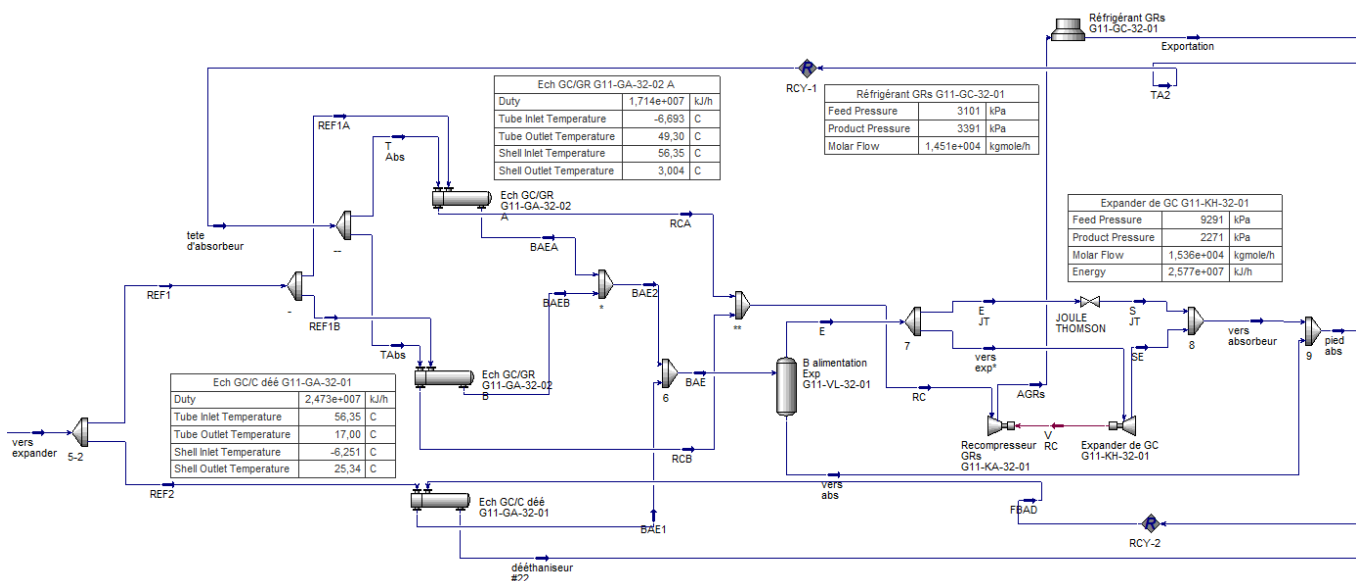 Réfrigérant GRs
G11-GC-32-01
Exportation
RCY-1
TA2
Ech GC/GR G11-GA-32-02 A
Duty 1,714e+007 kJ/h
Tube Inlet Temperature -6,693 C
Tube Outlet Temperature 49,30 C
Shell Inlet Temperature 56,35 C
Shell Outlet Temperature 3,004 C
Réfrigérant GRs G11-GC-32-01
Feed Pressure 3101 kPa
Product Pressure 3391 kPa
Molar Flow 1,451e+004 kgmole/h
REF1A
T
Abs
Ech GC/GR
G11-GA-32-02
A
RCA
Expander de GC G11-KH-32-01
Feed Pressure 9291 kPa
Product Pressure 2271 kPa
Molar Flow 1,536e+004 kgmole/h
Energy 2,577e+007 kJ/h
tete
d'absorbeur
--
BAEA
REF1
-
REF1B
BAEB
*
BAE2
**
E
JT
JOULE
THOMSON
S
JT
TAbs
E
7
vers
exp*
SE
8
vers
absorbeur
9
pied
abs
Ech GC/GR
G11-GA-32-02
B
6
BAE
B alimentation
Exp
G11-VL-32-01
RC
AGRs
Ech GC/C déé G11-GA-32-01
Duty 2,473e+007 kJ/h
Tube Inlet Temperature 56,35 C
Tube Outlet Temperature 17,00 C
Shell Inlet Temperature -6,251 C
Shell Outlet Temperature 25,34 C
vers
expander
5-2
RCB
V
RC
Recompresseur
GRs
G11-KA-32-01
Expander de GC
G11-KH-32-01
REF2
vers
abs
Ech GC/C déé
G11-GA-32-01
BAE1
FBAD
RCY-2
dééthaniseur
#22